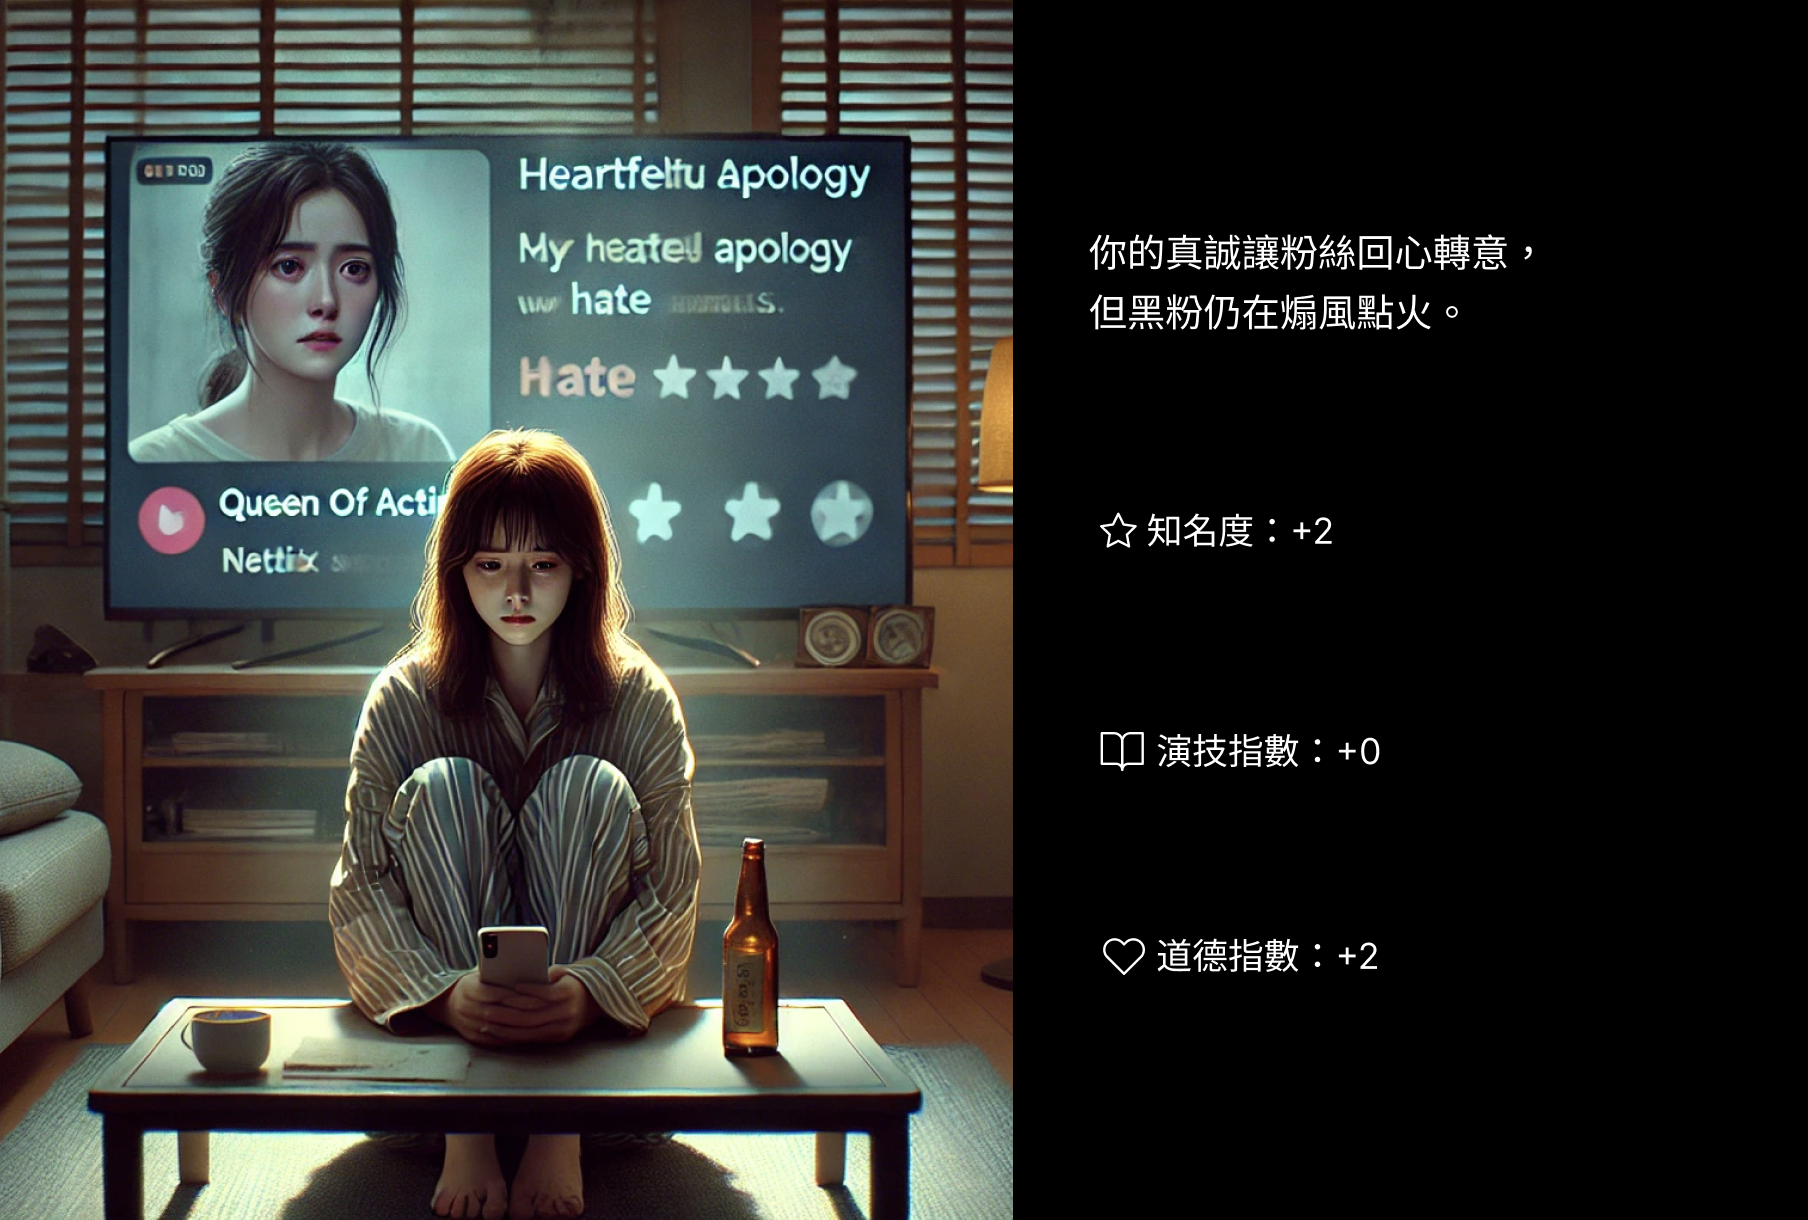 Heartfeltu Apology
My heated apology
hate
Hate
Queen Of Acti
Nettix
你的真誠讓粉絲回心轉意，
但黑粉仍在煽風點火。
知名度：+2
演技指數：+0
道德指數：+2